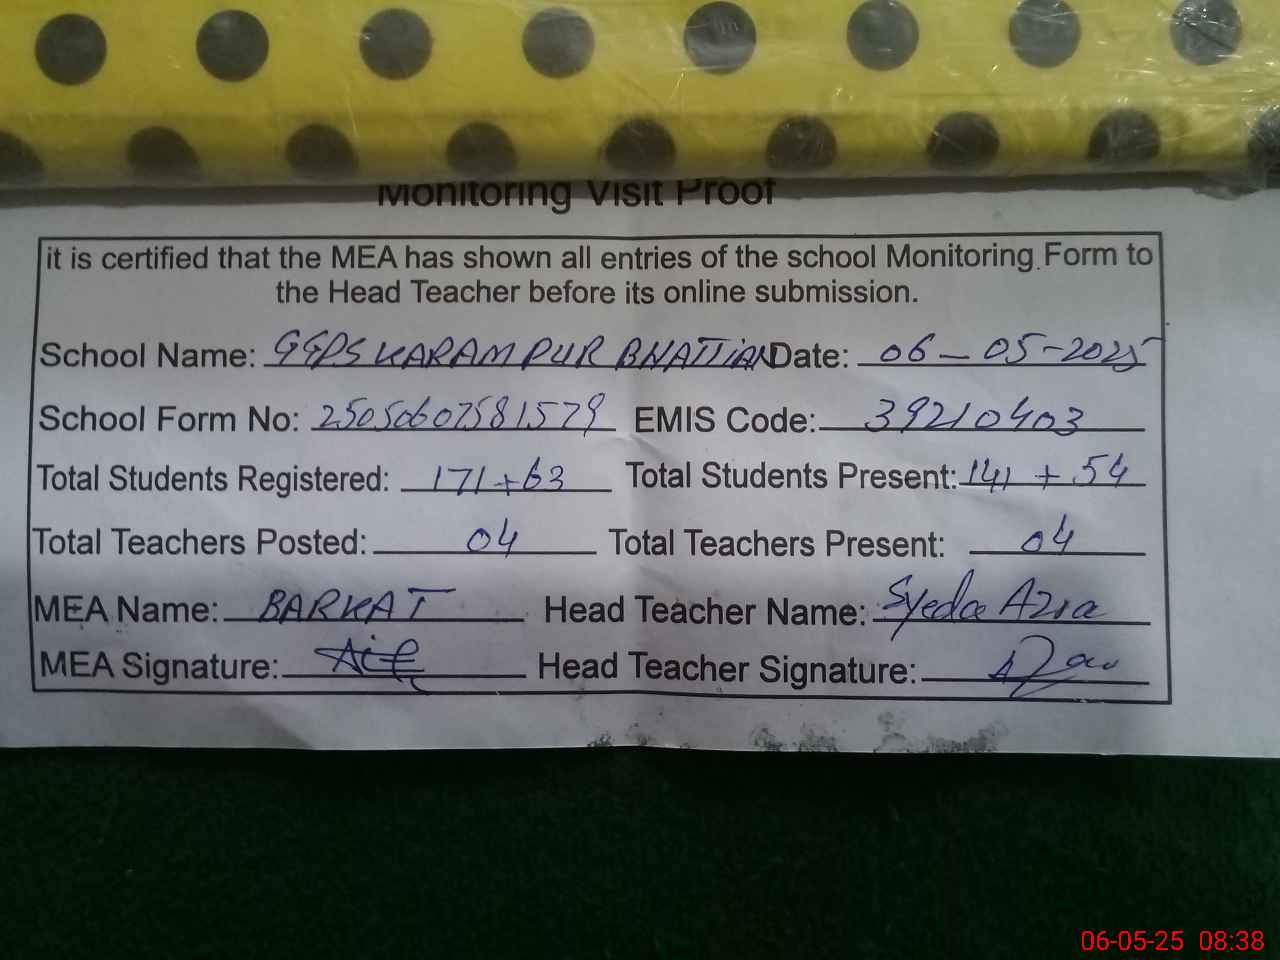 Monitoring Visit Proof
it is certified that the MEA has shown all entries of the school Monitoring Form to
the Head Teacher before its online submission.
School Name: GGPS KARAM PUR BHATTIAN Date: 06-05-2025
School Form No: 25050607581579 EMIS Code: 39210403
Total Students Registered: 171+63 Total Students Present: 141+54
Total Teachers Posted: 04 Total Teachers Present: 04
MEA Name: BARKAT Head Teacher Name: Syeda Azra
MEA Signature: Head Teacher Signature:
06-05-25 08:38